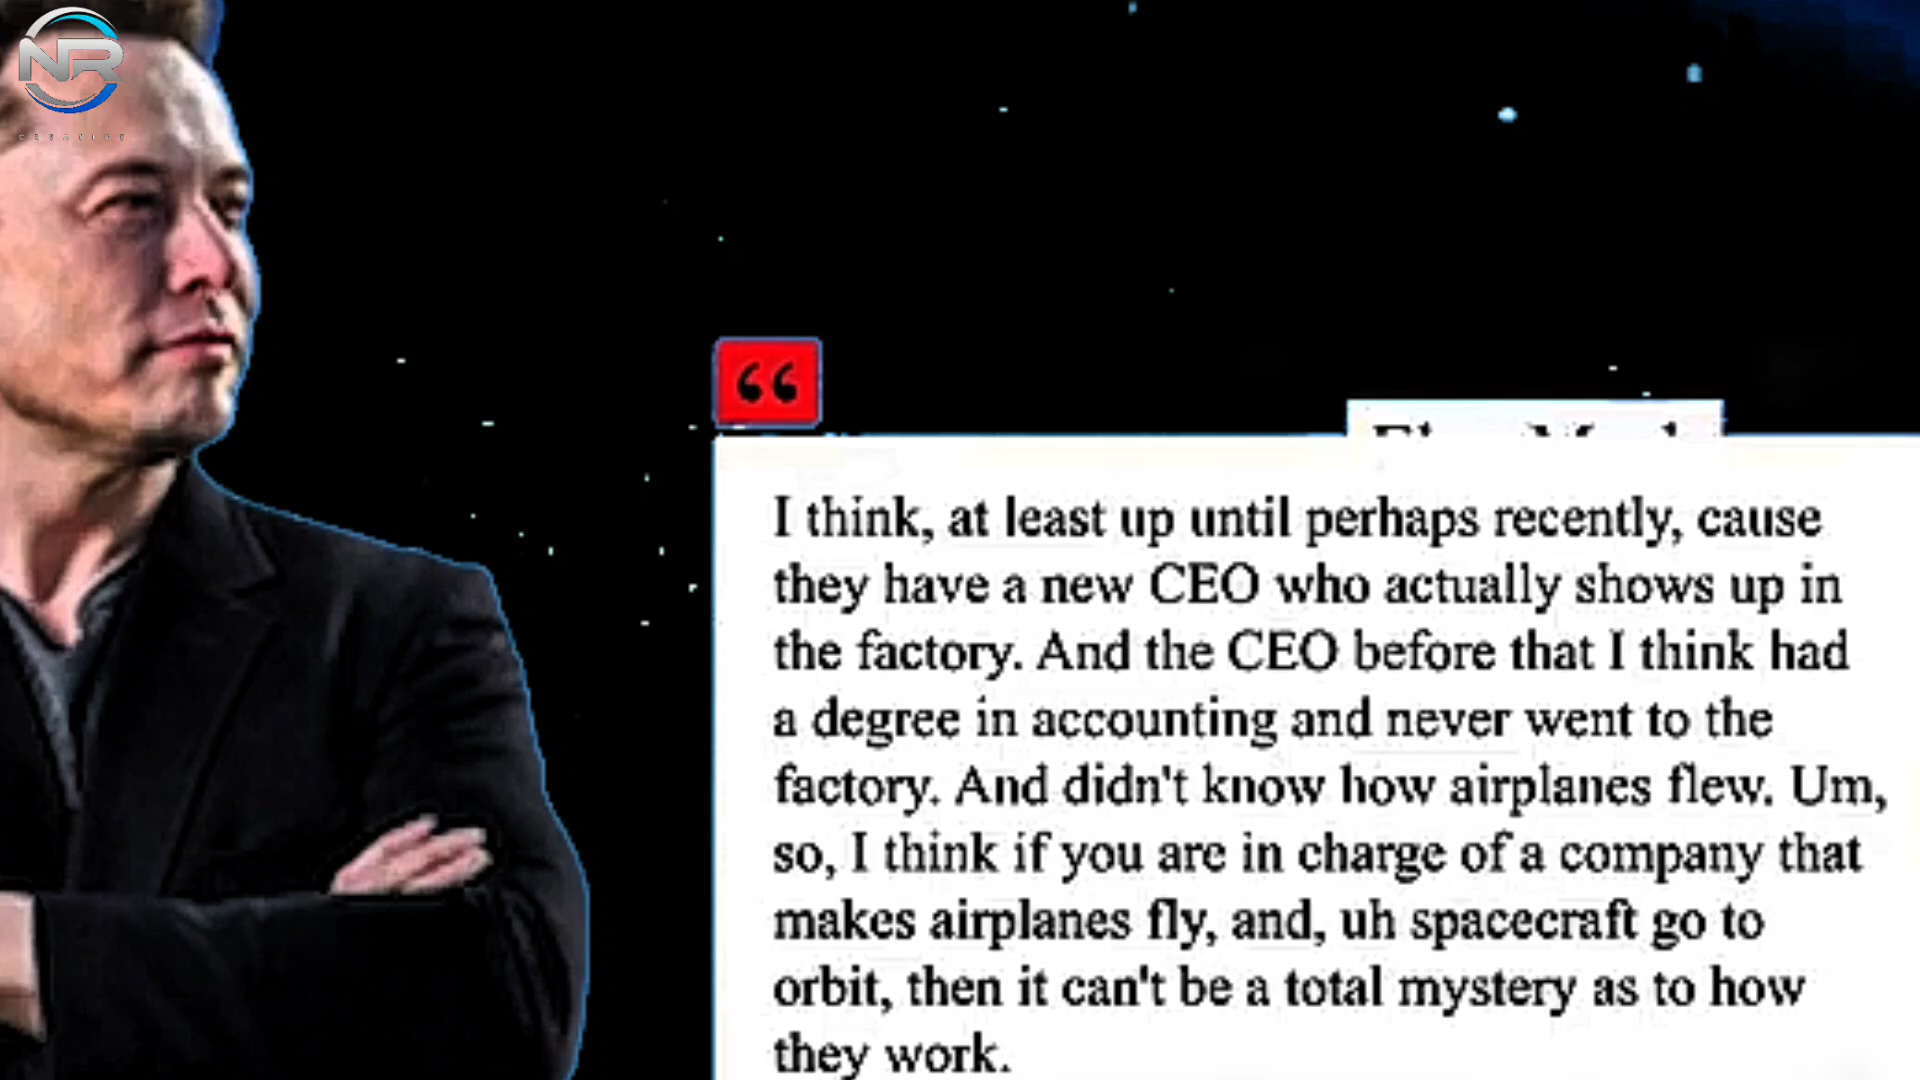 NR
CREATIVE
“
I think, at least up until perhaps recently, cause
they have a new CEO who actually shows up in
the factory. And the CEO before that I think had
a degree in accounting and never went to the
factory. And didn't know how airplanes flew. Um,
so, I think if you are in charge of a company that
makes airplanes fly, and, uh spacecraft go to
orbit, then it can't be a total mystery as to how
they work.